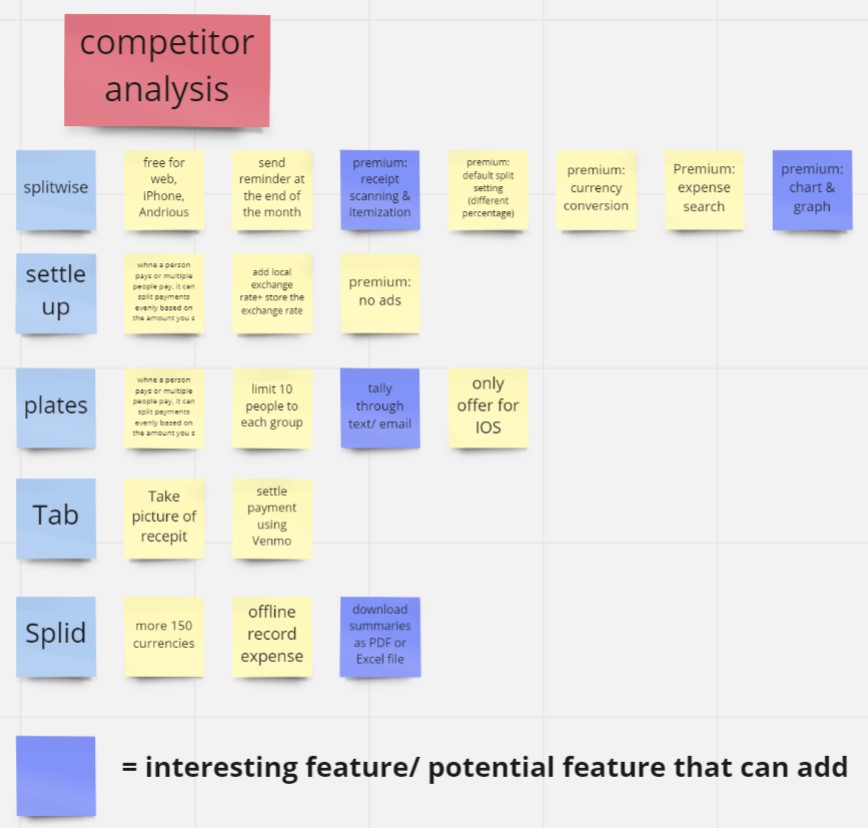 competitor
analysis
splitwise
free for
web,
iPhone,
Andrious
send
reminder at
the end of
the month
premium:
receipt
scanning &
itemization
premium:
default split
setting
(different
percentage)
premium:
currency
conversion
Premium:
expense
search
premium:
chart &
graph
settle
up
whne a person
pays or multiple
people pay, it can
split payments
evenly based on
the amount you s
add local
exchange
rate+ store the
exchange rate
premium:
no ads
plates
whne a person
pays or multiple
people pay, it can
split payments
evenly based on
the amount you s
limit 10
people to
each group
tally
through
text/ email
only
offer for
IOS
Tab
Take
picture of
recepit
settle
payment
using
Venmo
Splid
more 150
currencies
offline
record
expense
download
summaries
as PDF or
Excel file
= interesting feature/ potential feature that can add